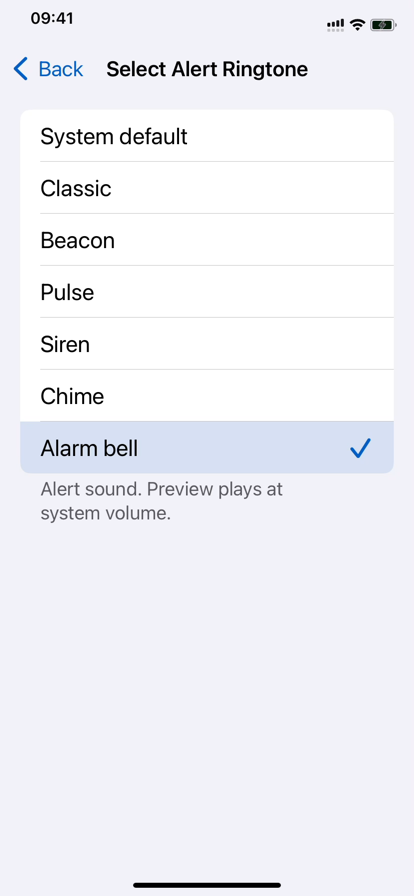 09:41
Back
Select Alert Ringtone
System default
Classic
Beacon
Pulse
Siren
Chime
Alarm bell
Alert sound. Preview plays at
system volume.